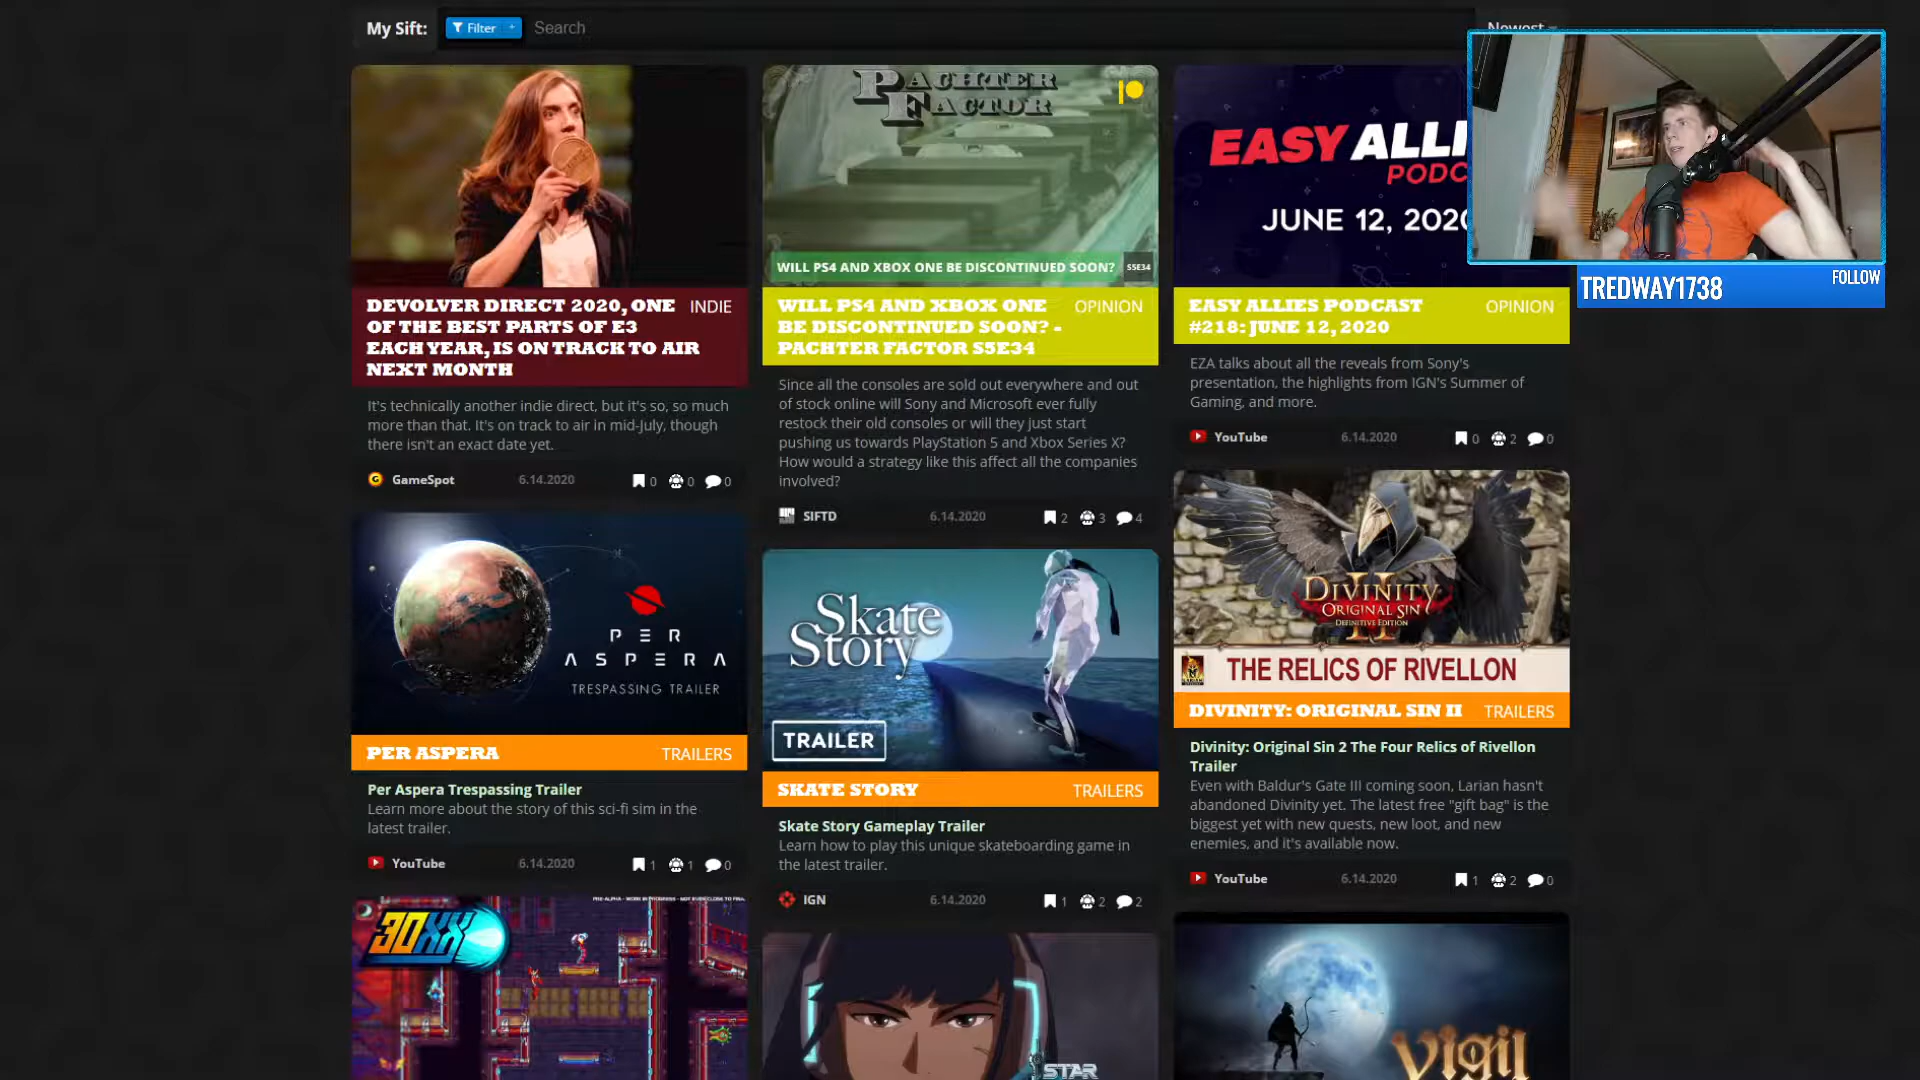 My Sift:
Filter +
Search
Newest
PACHTER
FACTOR
WILL PS4 AND XBOX ONE BE DISCONTINUED SOON? S5E34
EASY ALLI
PODC
JUNE 12, 2020
TREDWAY1738
FOLLOW
DEVOLVER DIRECT 2020, ONE
OF THE BEST PARTS OF E3
EACH YEAR, IS ON TRACK TO AIR
NEXT MONTH
INDIE
It's technically another indie direct, but it's so, so much
more than that. It's on track to air in mid-July, though
there isn't an exact date yet.
GameSpot 6.14.2020 0 0 0
WILL PS4 AND XBOX ONE
BE DISCONTINUED SOON? -
PACHTER FACTOR S5E34
OPINION
Since all the consoles are sold out everywhere and out
of stock online will Sony and Microsoft ever fully
restock their old consoles or will they just start
pushing us towards PlayStation 5 and Xbox Series X?
How would a strategy like this affect all the companies
involved?
SIFTD 6.14.2020 2 3 4
EASY ALLIES PODCAST
#218: JUNE 12, 2020
OPINION
EZA talks about all the reveals from Sony's
presentation, the highlights from IGN's Summer of
Gaming, and more.
YouTube 6.14.2020 0 2 0
PER
ASPERA
TRESPASSING TRAILER
PER ASPERA
TRAILERS
Per Aspera Trespassing Trailer
Learn more about the story of this sci-fi sim in the
latest trailer.
YouTube 6.14.2020 1 1 0
Skate
Story
TRAILER
SKATE STORY
TRAILERS
Skate Story Gameplay Trailer
Learn how to play this unique skateboarding game in
the latest trailer.
IGN 6.14.2020 1 2 2
DIVINITY
II
ORIGINAL SIN
DEFINITIVE EDITION
THE RELICS OF RIVELLON
DIVINITY: ORIGINAL SIN II
TRAILERS
Divinity: Original Sin 2 The Four Relics of Rivellon
Trailer
Even with Baldur's Gate III coming soon, Larian hasn't
abandoned Divinity yet. The latest free "gift bag" is the
biggest yet with new quests, new loot, and new
enemies, and it's available now.
YouTube 6.14.2020 1 2 0
30XX
STAR
Vigil